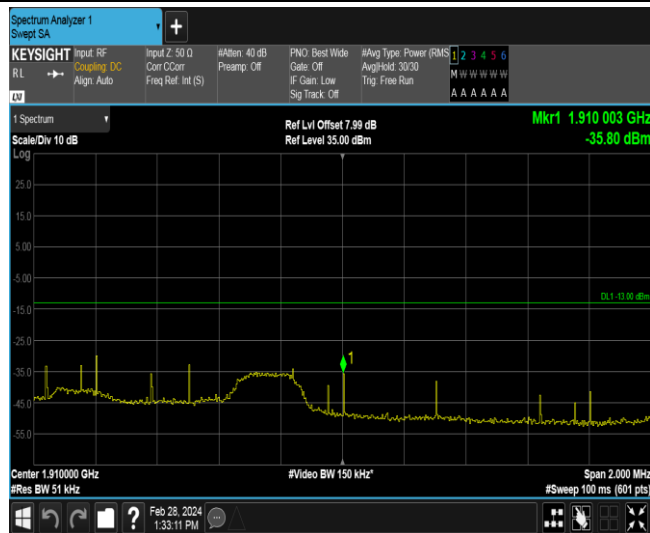 Spectrum Analyzer 1
Swept SA
+
KEYSIGHT Input: RF Input Z: 50 Ω #Atten: 40 dB PNO: Best Wide #Avg Type: Power (RMS 1 2 3 4 5 6
RL Coupling: DC Corr CCorr Preamp: Off Gate: Off Avg|Hold: 30/30 M W W W W W
Align: Auto Freq Ref: Int (S) IF Gain: Low Trig: Free Run
LXI Sig Track: Off A A A A A A
1 Spectrum Ref Lvl Offset 7.99 dB Mkr1 1.910 003 GHz
Scale/Div 10 dB Ref Level 35.00 dBm -35.80 dBm
Log
25.0
15.0
5.00
-5.00
DL1 -13.00 dBm
-15.0
-25.0
1
-35.0
-45.0
-55.0
Center 1.910000 GHz #Video BW 150 kHz* Span 2.000 MHz
#Res BW 51 kHz #Sweep 100 ms (601 pts)
? Feb 28, 2024
1:33:11 PM